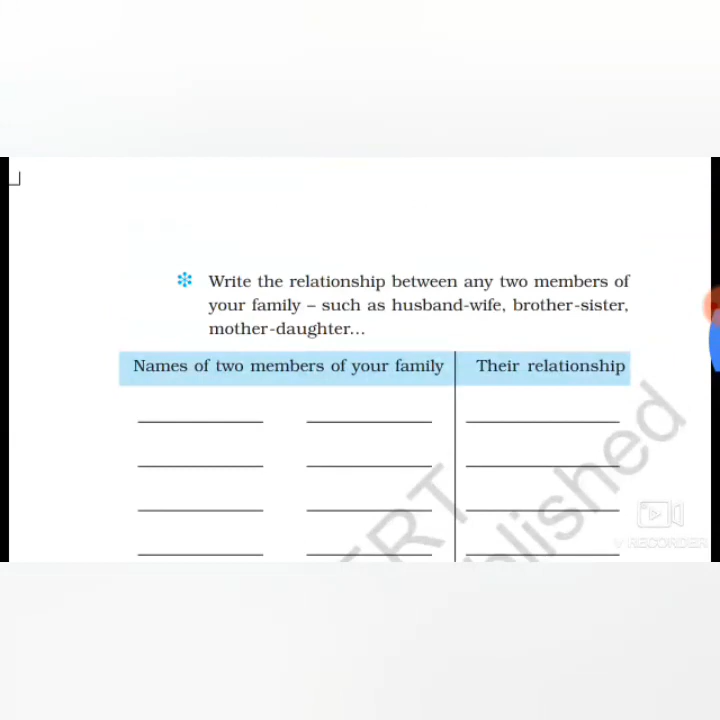 ✻ Write the relationship between any two members of
your family – such as husband-wife, brother-sister,
mother-daughter...
Names of two members of your family Their relationship
V RECORDER